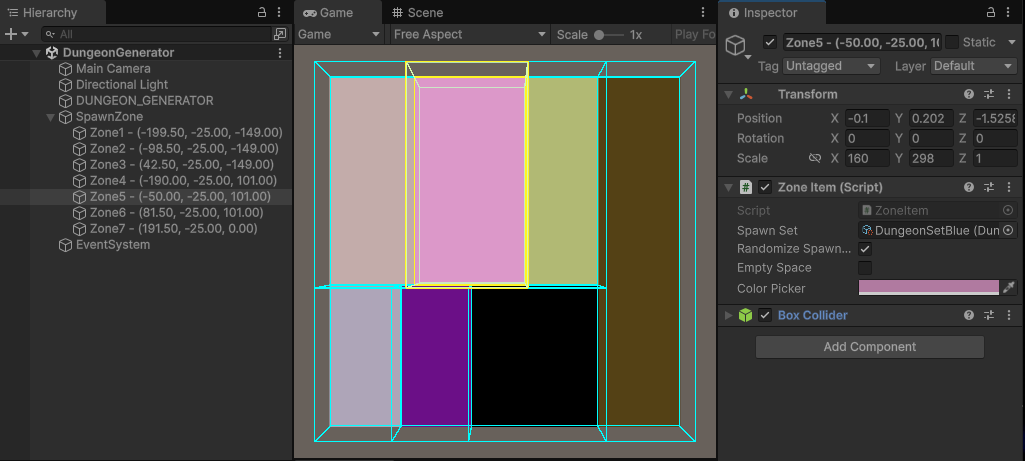 Hierarchy
All
DungeonGenerator
Main Camera
Directional Light
DUNGEON_GENERATOR
SpawnZone
Zone1 - (-199.50, -25.00, -149.00)
Zone2 - (-98.50, -25.00, -149.00)
Zone3 - (42.50, -25.00, -149.00)
Zone4 - (-190.00, -25.00, 101.00)
Zone5 - (-50.00, -25.00, 101.00)
Zone6 - (81.50, -25.00, 101.00)
Zone7 - (191.50, -25.00, 0.00)
EventSystem
Game Scene
Game Free Aspect Scale 1x Play Fo
Inspector
Zone5 - (-50.00, -25.00, 10 Static
Tag Untagged Layer Default
Transform
Position X -0.1 Y 0.202 Z -1.5258
Rotation X 0 Y 0 Z 0
Scale X 160 Y 298 Z 1
Zone Item (Script)
Script ZoneItem
Spawn Set DungeonSetBlue (Dun
Randomize Spawn...
Empty Space
Color Picker
Box Collider
Add Component